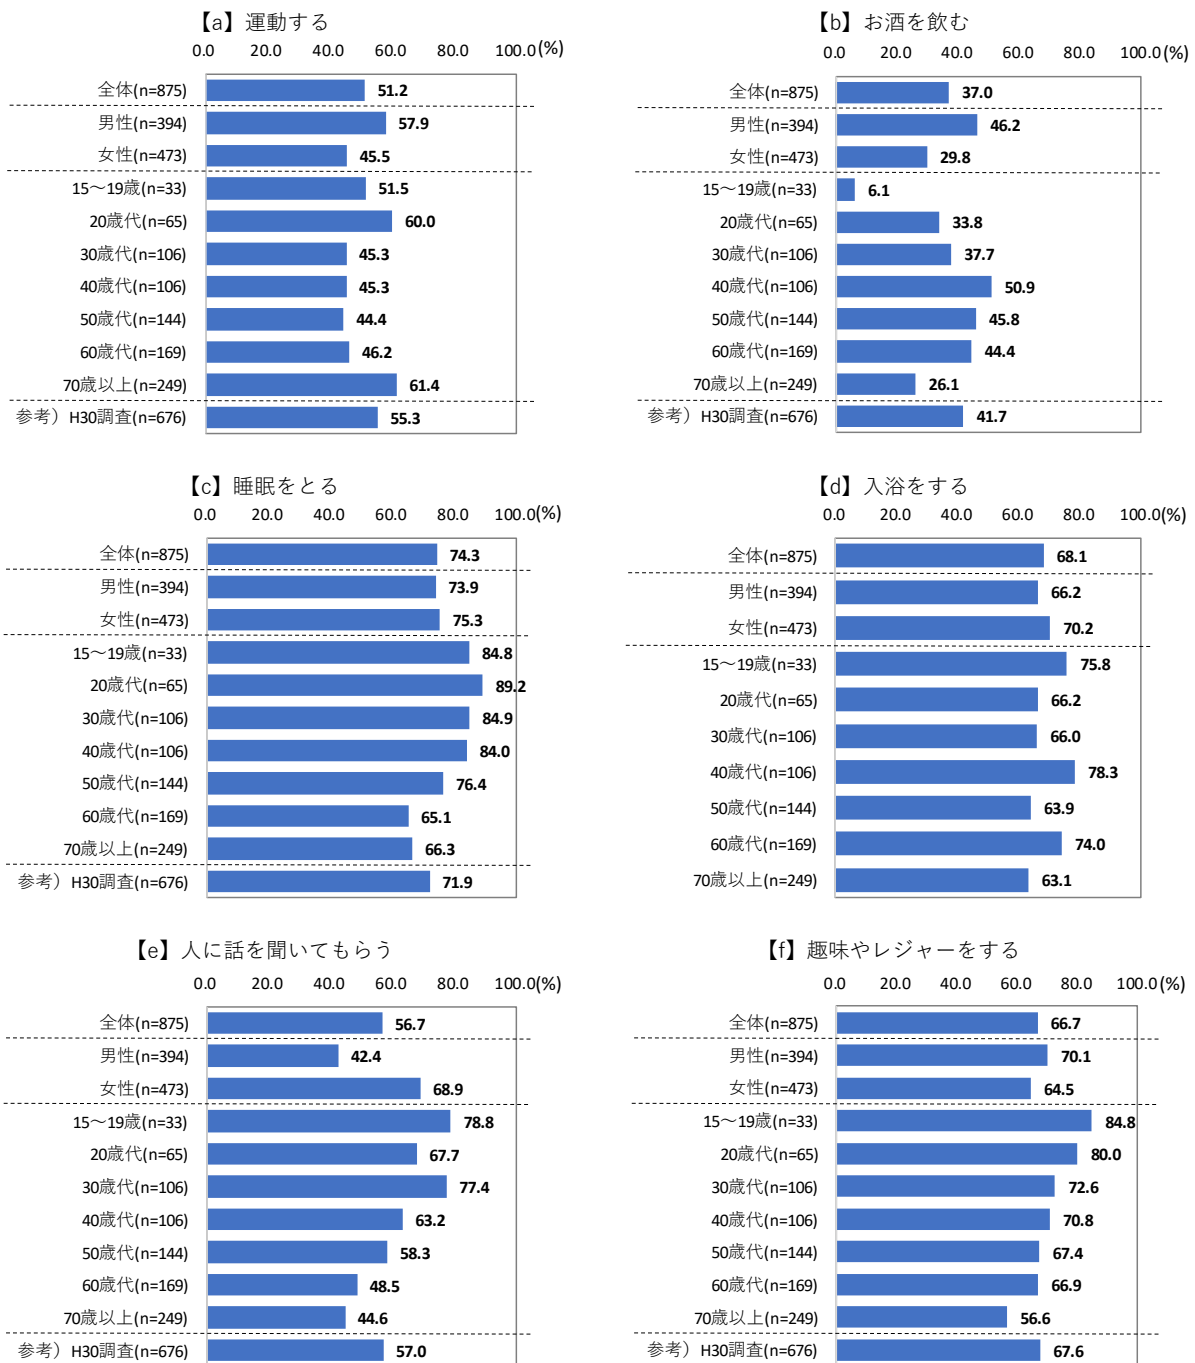 【a】運動する
0.0 20.0 40.0 60.0 80.0 100.0(%)
全体(n=875) 51.2
男性(n=394) 57.9
女性(n=473) 45.5
15～19歳(n=33) 51.5
20歳代(n=65) 60.0
30歳代(n=106) 45.3
40歳代(n=106) 45.3
50歳代(n=144) 44.4
60歳代(n=169) 46.2
70歳以上(n=249) 61.4
参考）H30調査(n=676) 55.3
【b】お酒を飲む
0.0 20.0 40.0 60.0 80.0 100.0(%)
全体(n=875) 37.0
男性(n=394) 46.2
女性(n=473) 29.8
15～19歳(n=33) 6.1
20歳代(n=65) 33.8
30歳代(n=106) 37.7
40歳代(n=106) 50.9
50歳代(n=144) 45.8
60歳代(n=169) 44.4
70歳以上(n=249) 26.1
参考）H30調査(n=676) 41.7
【c】睡眠をとる
0.0 20.0 40.0 60.0 80.0 100.0(%)
全体(n=875) 74.3
男性(n=394) 73.9
女性(n=473) 75.3
15～19歳(n=33) 84.8
20歳代(n=65) 89.2
30歳代(n=106) 84.9
40歳代(n=106) 84.0
50歳代(n=144) 76.4
60歳代(n=169) 65.1
70歳以上(n=249) 66.3
参考）H30調査(n=676) 71.9
【d】入浴をする
0.0 20.0 40.0 60.0 80.0 100.0(%)
全体(n=875) 68.1
男性(n=394) 66.2
女性(n=473) 70.2
15～19歳(n=33) 75.8
20歳代(n=65) 66.2
30歳代(n=106) 66.0
40歳代(n=106) 78.3
50歳代(n=144) 63.9
60歳代(n=169) 74.0
70歳以上(n=249) 63.1
【e】人に話を聞いてもらう
0.0 20.0 40.0 60.0 80.0 100.0(%)
全体(n=875) 56.7
男性(n=394) 42.4
女性(n=473) 68.9
15～19歳(n=33) 78.8
20歳代(n=65) 67.7
30歳代(n=106) 77.4
40歳代(n=106) 63.2
50歳代(n=144) 58.3
60歳代(n=169) 48.5
70歳以上(n=249) 44.6
参考）H30調査(n=676) 57.0
【f】趣味やレジャーをする
0.0 20.0 40.0 60.0 80.0 100.0(%)
全体(n=875) 66.7
男性(n=394) 70.1
女性(n=473) 64.5
15～19歳(n=33) 84.8
20歳代(n=65) 80.0
30歳代(n=106) 72.6
40歳代(n=106) 70.8
50歳代(n=144) 67.4
60歳代(n=169) 66.9
70歳以上(n=249) 56.6
参考）H30調査(n=676) 67.6